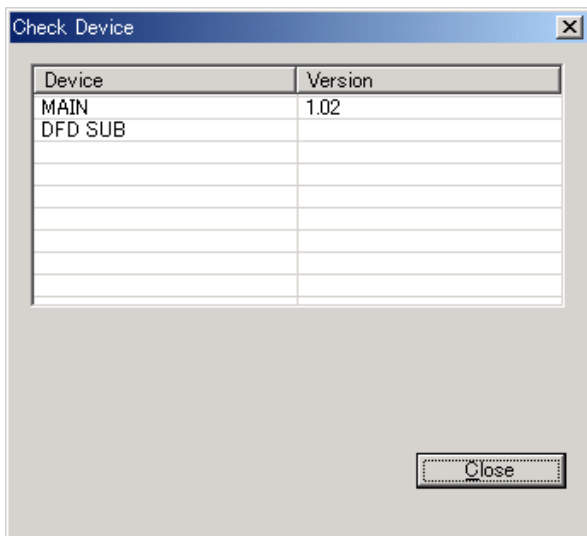 Check Device
Device Version
MAIN 1.02
DFD SUB
Close